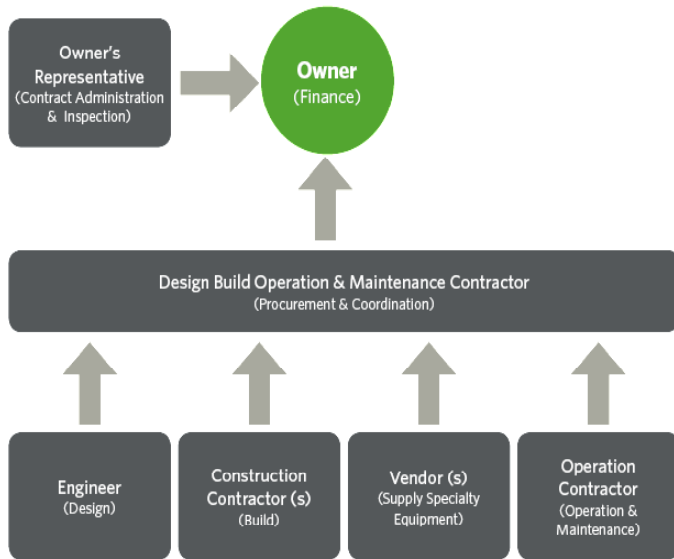 Owner's
Representative
(Contract Administration
& Inspection)
Owner
(Finance)
Design Build Operation & Maintenance Contractor
(Procurement & Coordination)
Engineer
(Design)
Construction
Contractor (s)
(Build)
Vendor (s)
(Supply Specialty
Equipment)
Operation
Contractor
(Operation &
Maintenance)